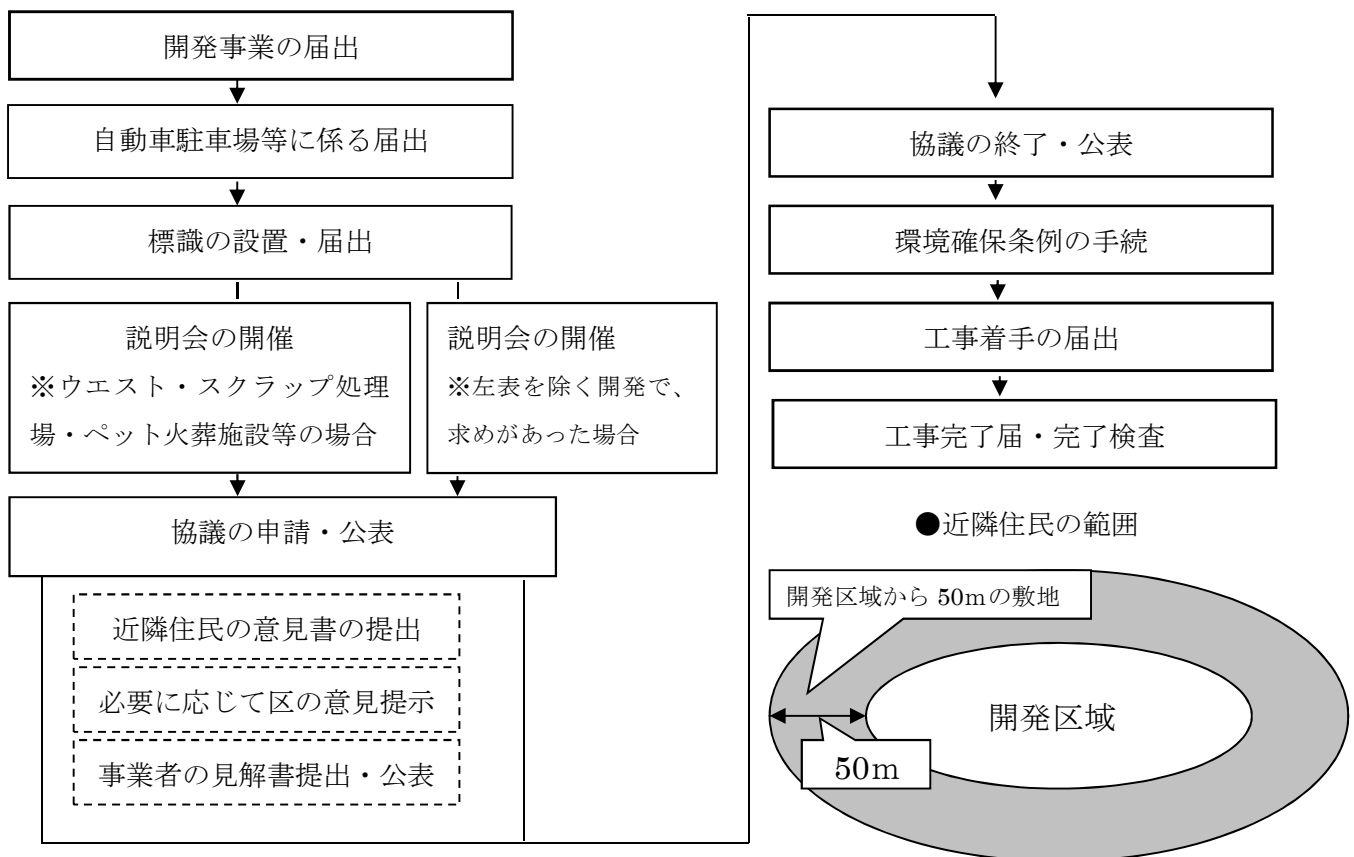 開発事業の届出
自動車駐車場等に係る届出
標識の設置・届出
説明会の開催
※ウエスト・スクラップ処理
場・ペット火葬施設等の場合
説明会の開催
※左表を除く開発で、
求めがあった場合
協議の申請・公表
近隣住民の意見書の提出
必要に応じて区の意見提示
事業者の見解書提出・公表
協議の終了・公表
環境確保条例の手続
工事着手の届出
工事完了届・完了検査
●近隣住民の範囲
開発区域から 50mの敷地
開発区域
50m